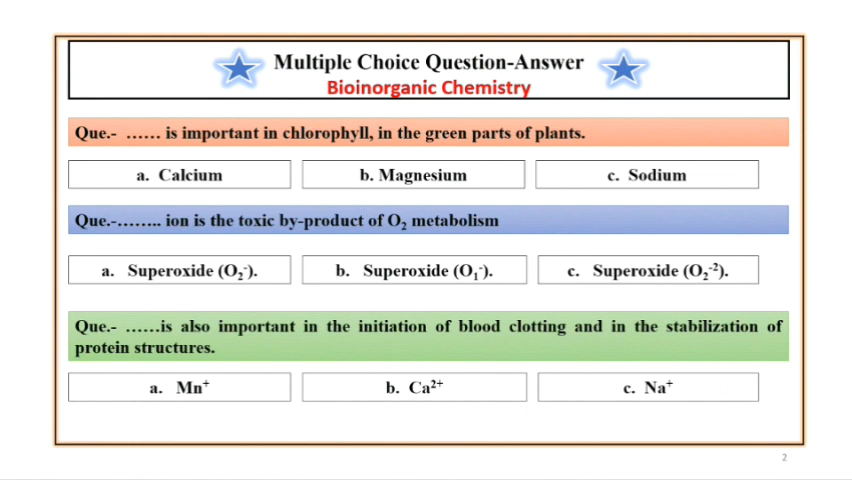 Multiple Choice Question-Answer
Bioinorganic Chemistry
Que.- …… is important in chlorophyll, in the green parts of plants.
a. Calcium
b. Magnesium
c. Sodium
Que.-…….. ion is the toxic by-product of O₂ metabolism
a. Superoxide (O₂⁻).
b. Superoxide (O₁⁻).
c. Superoxide (O₂⁻²).
Que.- ……is also important in the initiation of blood clotting and in the stabilization of
protein structures.
a. Mn⁺
b. Ca²⁺
c. Na⁺
2